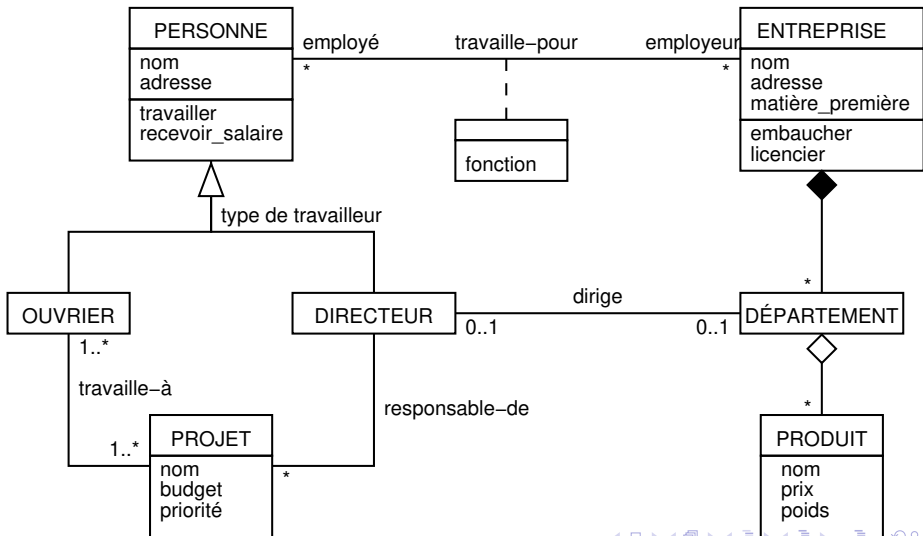 PERSONNE
nom
adresse
travailler
recevoir_salaire
employé
*
travaille−pour
employeur
*
fonction
ENTREPRISE
nom
adresse
matière_première
embaucher
licencier
type de travailleur
OUVRIER
1..*
DIRECTEUR
0..1
dirige
0..1
*
DÉPARTEMENT
travaille−à
1..*
PROJET
nom
budget
priorité
*
responsable−de
*
PRODUIT
nom
prix
poids